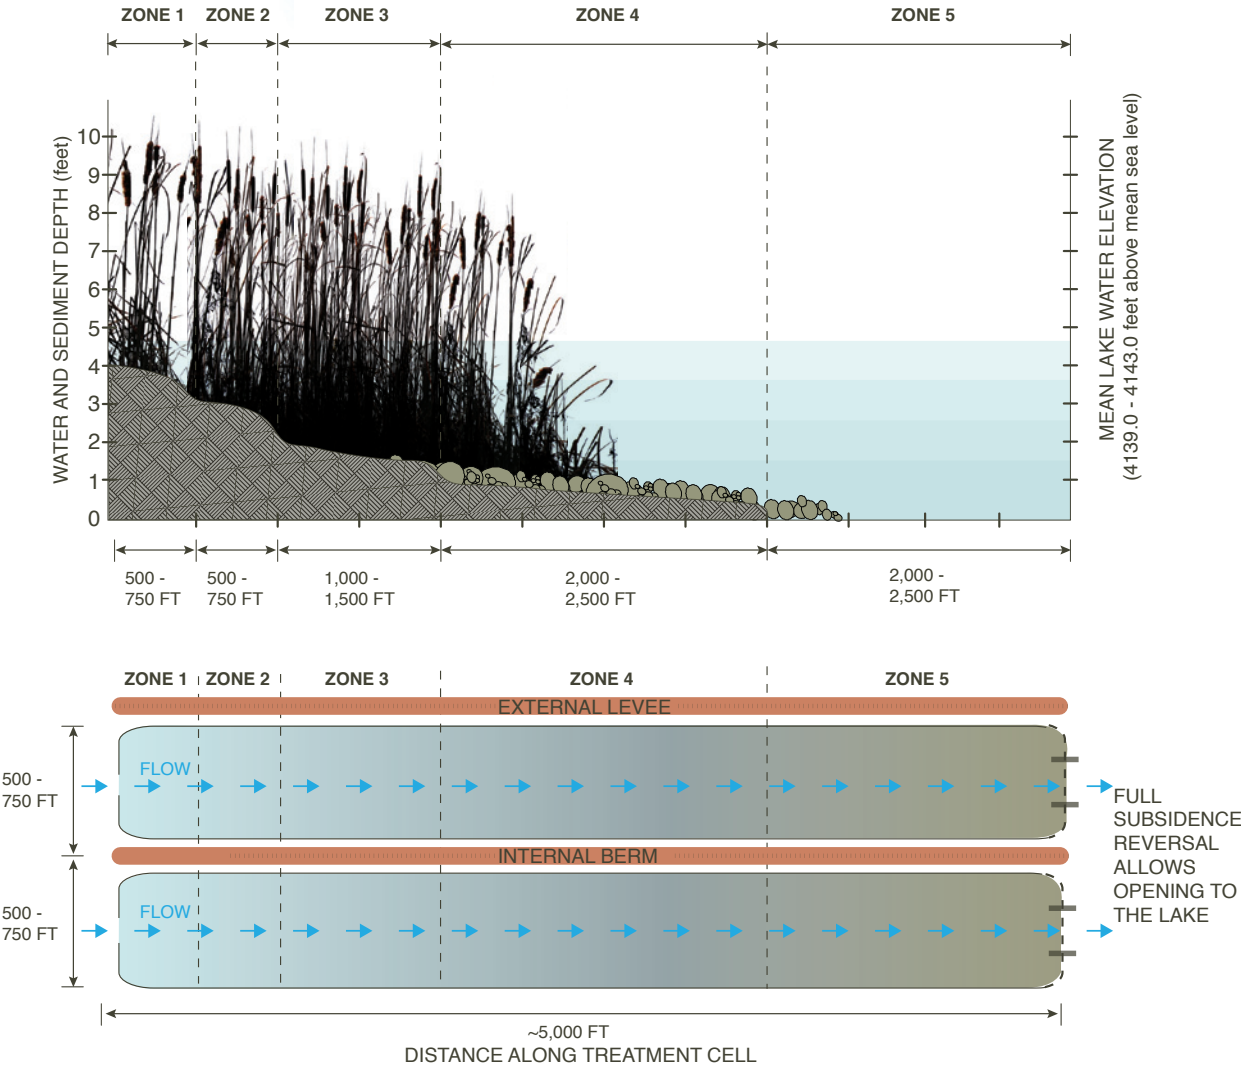 ZONE 1 ZONE 2 ZONE 3 ZONE 4 ZONE 5
WATER AND SEDIMENT DEPTH (feet)
10
9
8
7
6
5
4
3
2
1
0
MEAN LAKE WATER ELEVATION
(4139.0 - 4143.0 feet above mean sea level)
500 -
750 FT
500 -
750 FT
1,000 -
1,500 FT
2,000 -
2,500 FT
2,000 -
2,500 FT
ZONE 1 ZONE 2 ZONE 3 ZONE 4 ZONE 5
EXTERNAL LEVEE
FLOW
500 -
750 FT
INTERNAL BERM
FLOW
500 -
750 FT
FULL
SUBSIDENCE
REVERSAL
ALLOWS
OPENING TO
THE LAKE
~5,000 FT
DISTANCE ALONG TREATMENT CELL